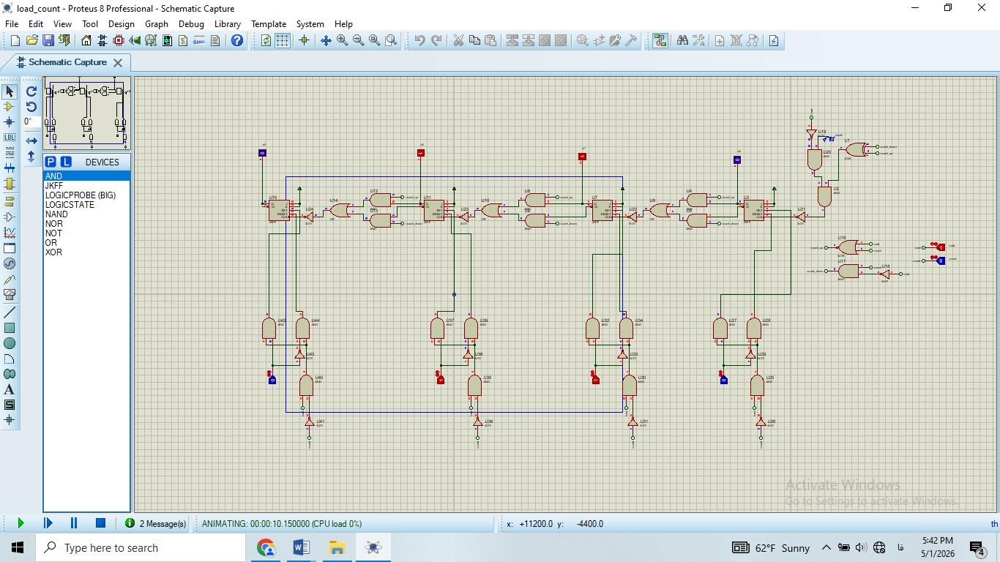 load_count - Proteus 8 Professional - Schematic Capture
File Edit View Tool Design Graph Debug Library Template System Help
Schematic Capture
0°
LBL
P L DEVICES
AND
JKFF
LOGICPROBE (BIG)
LOGICSTATE
NAND
NOR
NOT
OR
XOR
U19
U1
U20
U2
U15
U24
U14
U12
U11
U23
U10
U8
U7
U22
U6
U4
U3
U21
U16
U17
U18
U42
U44
U37
U39
U32
U34
U27
U28
U43
U38
U33
U29
U40
U35
U30
U25
U41
U36
U31
U26
Activate Windows
Go to Settings to activate Windows.
2 Message(s)
ANIMATING: 00:00:10.150000 (CPU load 0%)
x: +11200.0 y: -4400.0
th
Type here to search
62°F Sunny
فا
5:42 PM
5/1/2026
4